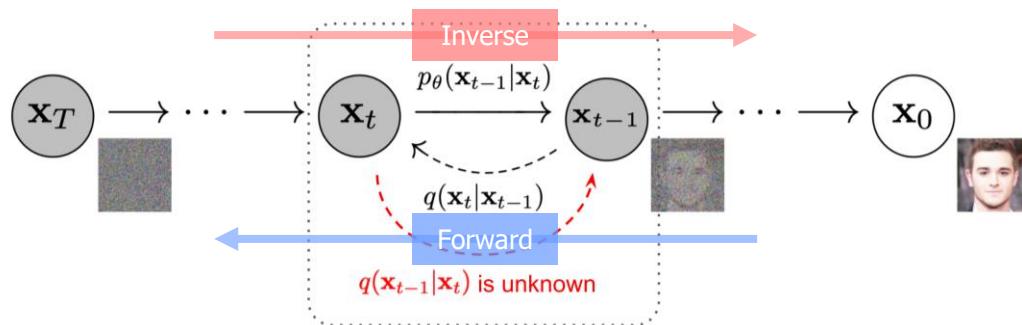 Inverse
p_θ(x_{t−1}|x_t)
x_T → ⋯ → x_t → x_{t−1} → ⋯ → x_0
q(x_t|x_{t−1})
Forward
q(x_{t−1}|x_t) is unknown